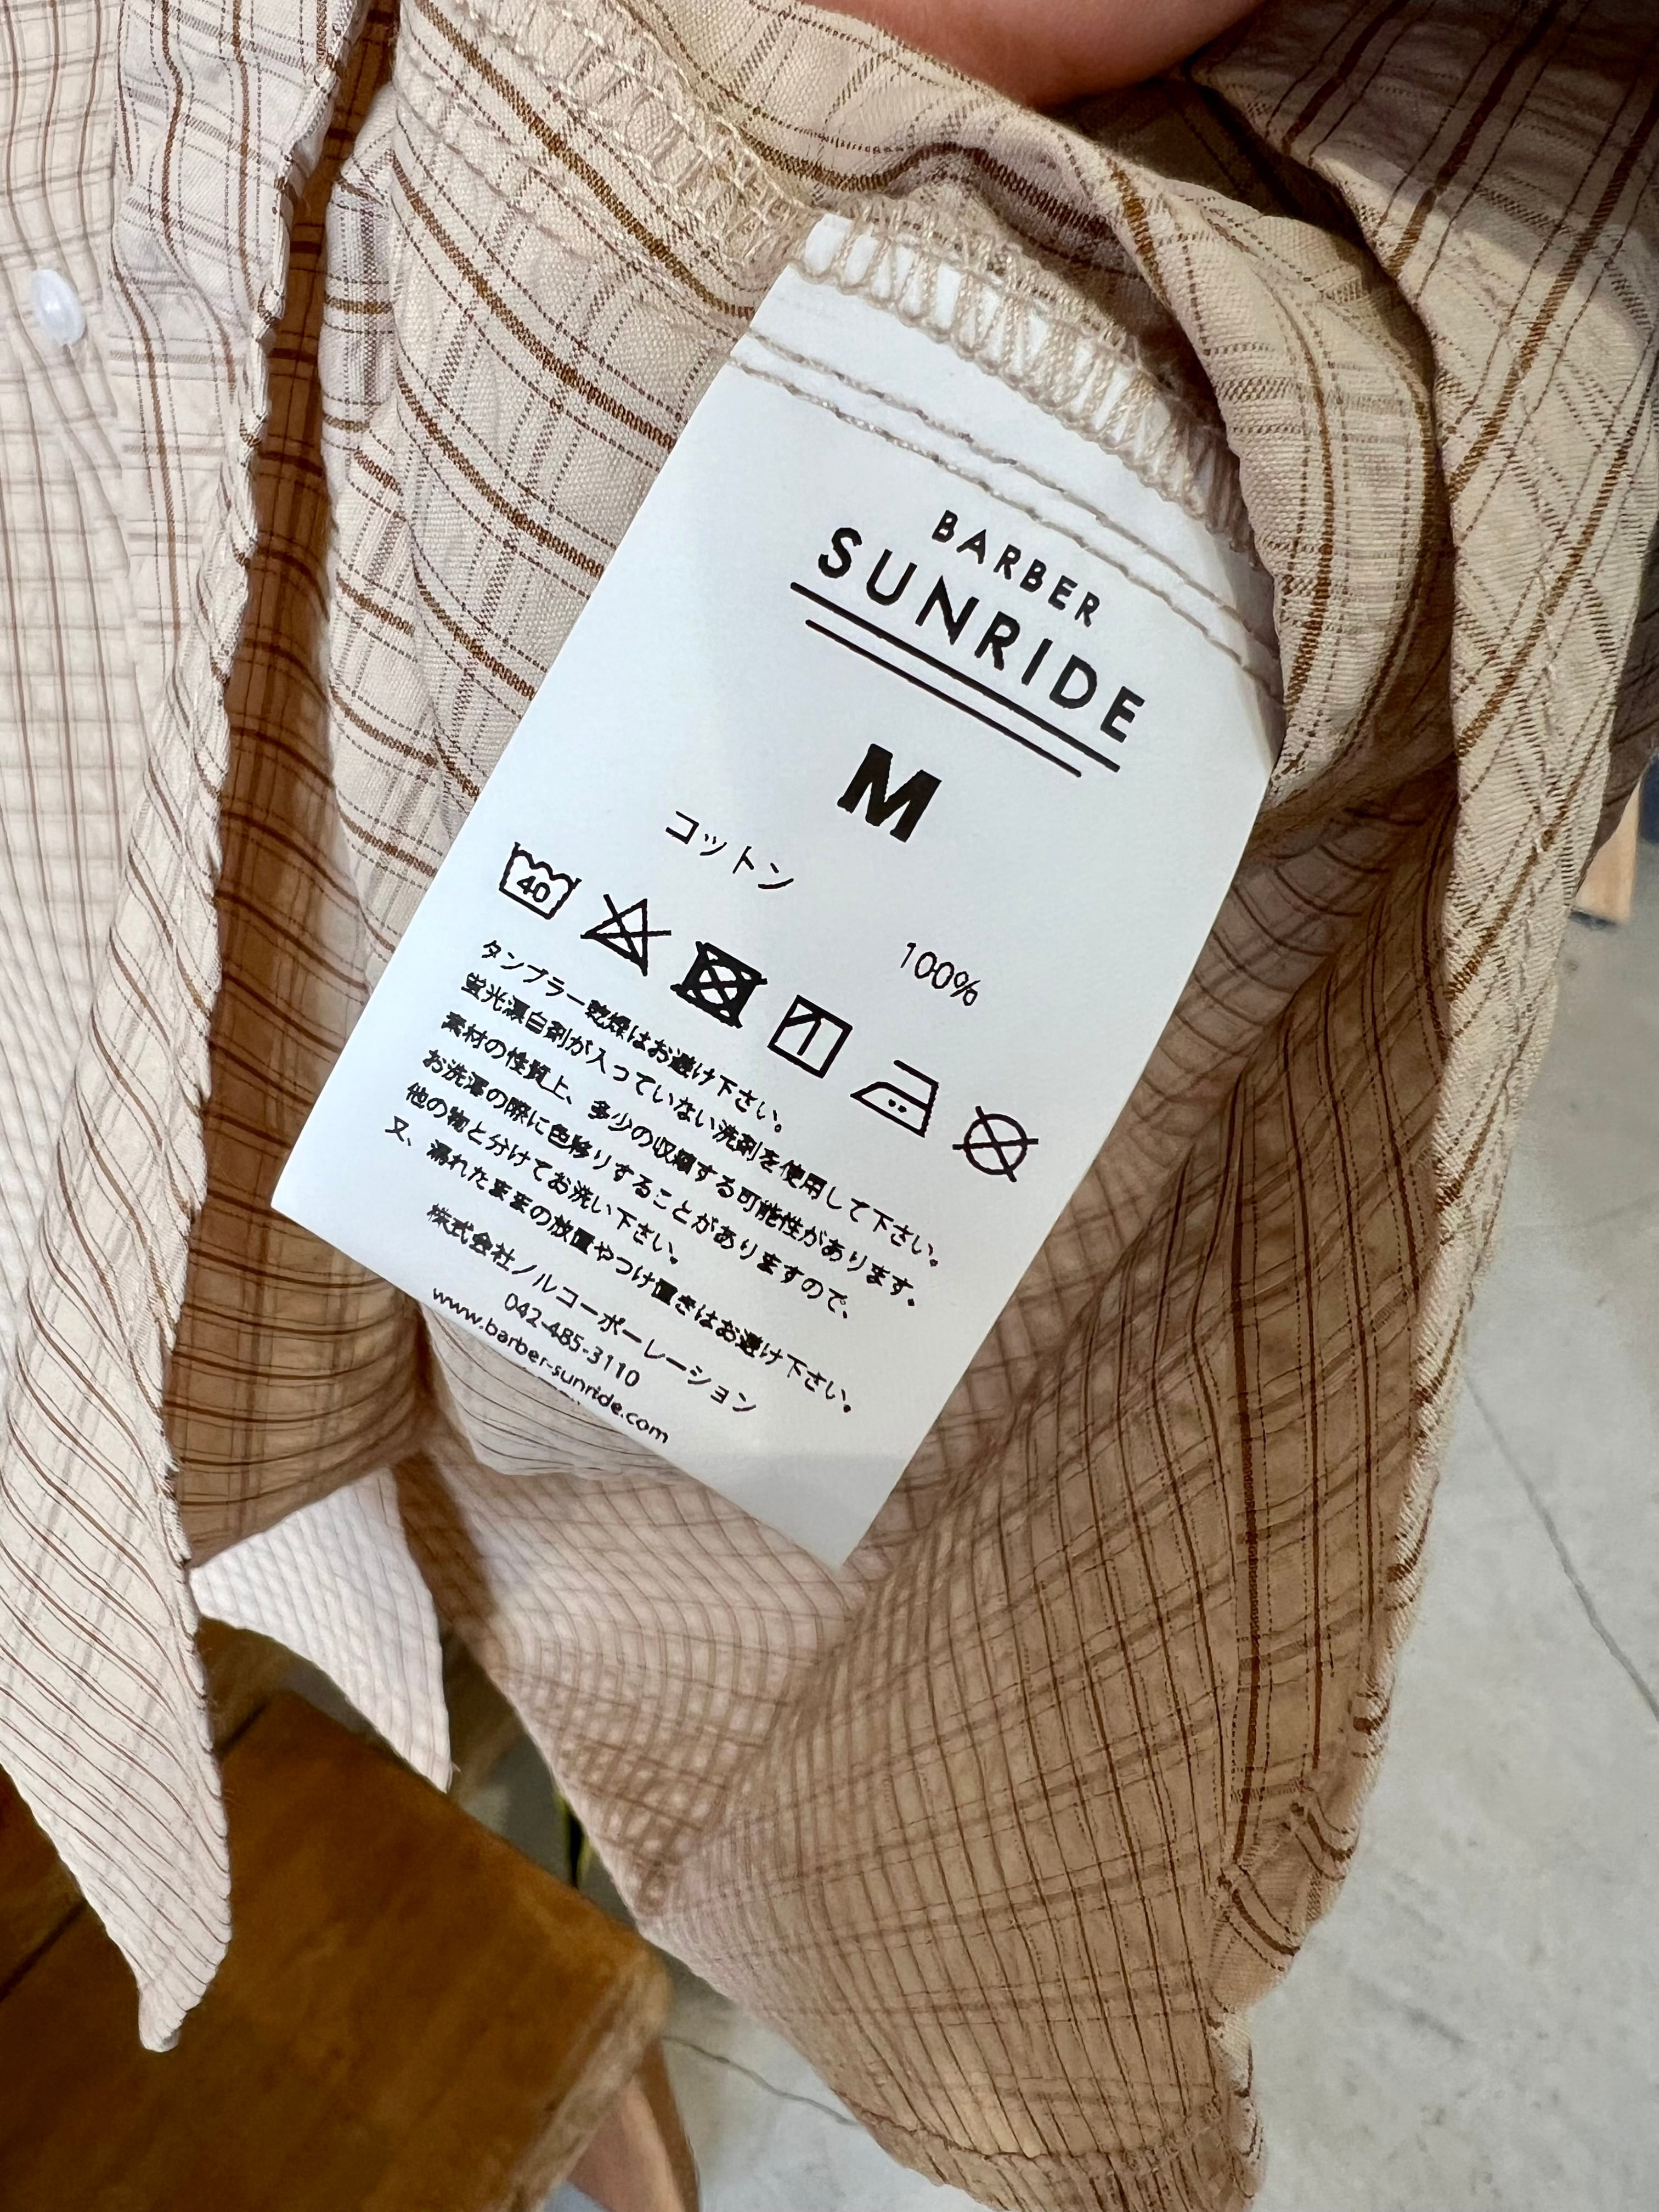 BARBER
SUNRIDE
M
コットン 100%
40
タンブラー乾燥はお避け下さい。
蛍光漂白剤が入っていない洗剤を使用して下さい。
素材の性質上、多少の収縮する可能性があります。
お洗濯の際に色移りすることがありますので、
他の物と分けてお洗い下さい。
又、濡れたままの放置やつけ置きはお避け下さい。
株式会社ノルコーポーレーション
042-485-3110
www.barber-sunride.com